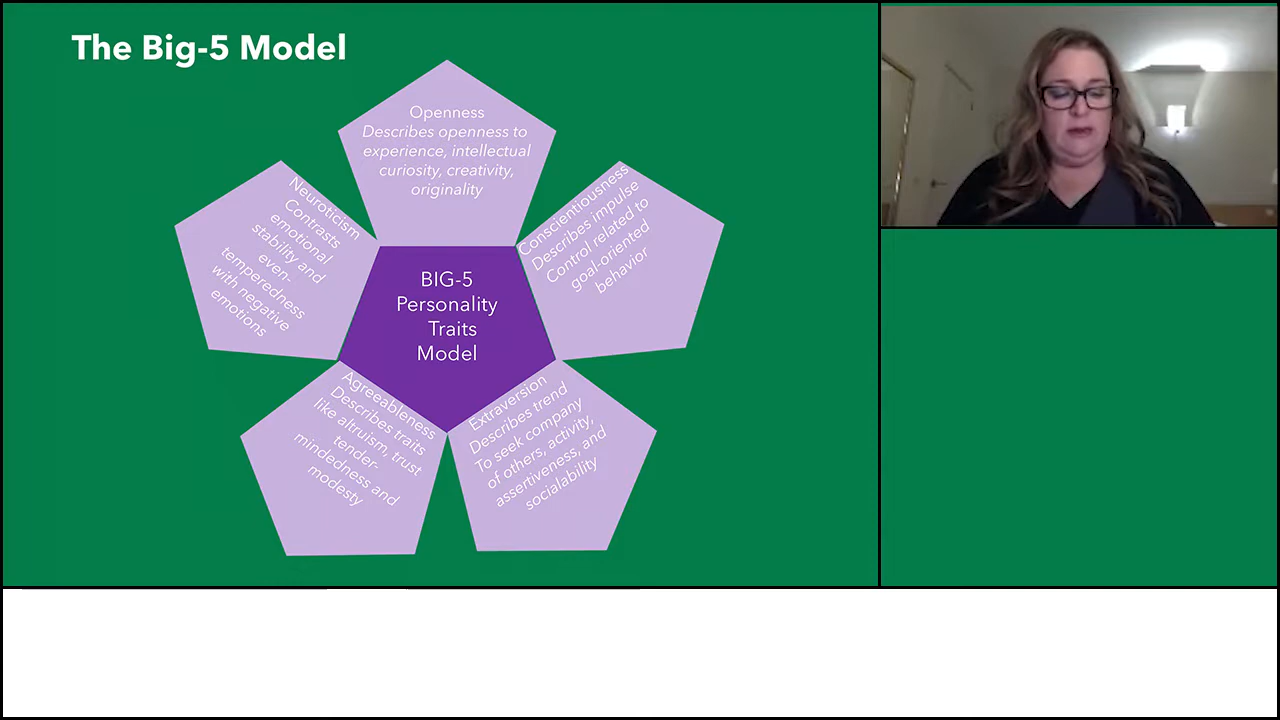 The Big-5 Model
Openness
Describes openness to
experience, intellectual
curiosity, creativity,
originality
Neuroticism
Contrasts
emotional
stability and
even-
temperedness
with negative
emotions
Conscientiousness
Describes impulse
Control related to
goal-oriented
behavior
BIG-5
Personality
Traits
Model
Agreeableness
Describes traits
like altruism, trust
tender-
mindedness and
modesty
Extraversion
Describes trend
To seek company
of others, activity,
assertiveness, and
socialability